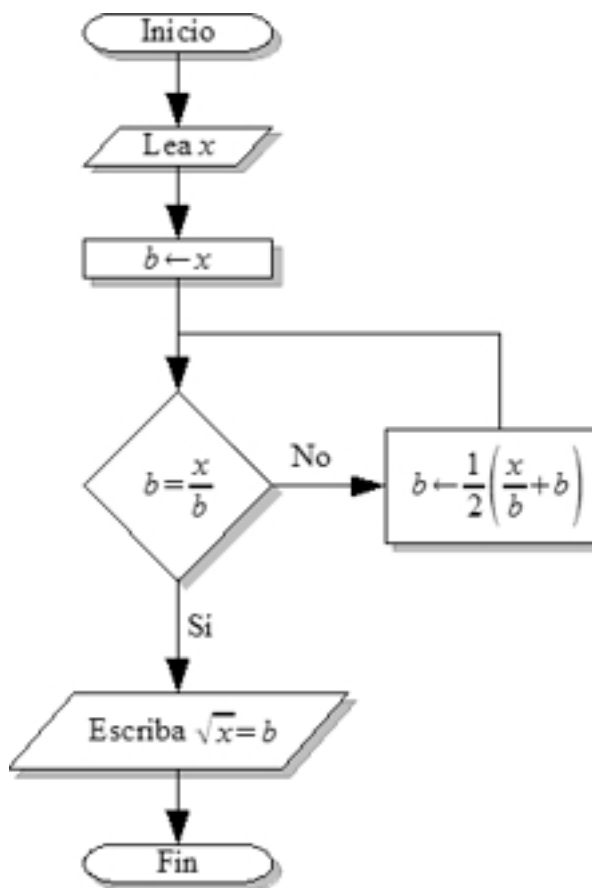 Inicio
Lea x
b ← x
b = x/b
No
b ← 1/2 (x/b + b)
Si
Escriba √x = b
Fin